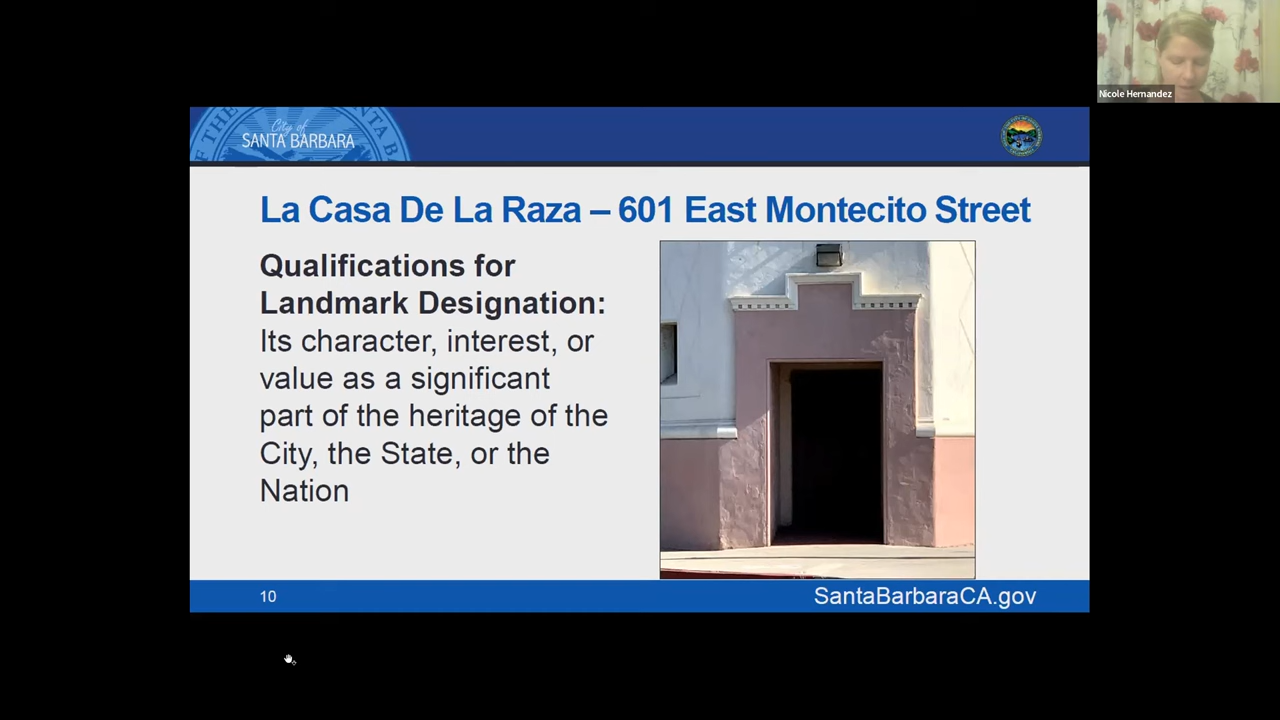 Nicole Hernandez
City of
SANTA BARBARA
La Casa De La Raza – 601 East Montecito Street
Qualifications for
Landmark Designation:
Its character, interest, or
value as a significant
part of the heritage of the
City, the State, or the
Nation
10
SantaBarbaraCA.gov